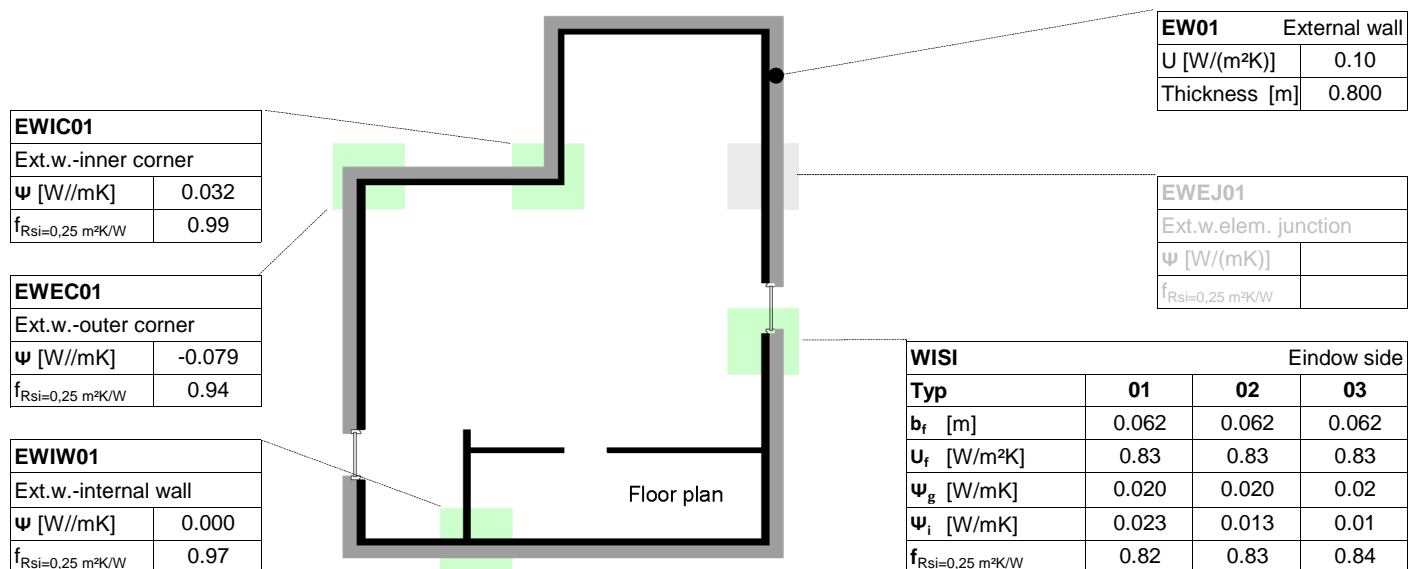 EW01 External wall
U [W/(m²K)] 0.10
Thickness [m] 0.800
EWIC01
Ext.w.-inner corner
Ψ [W//mK] 0.032
fRsi=0,25 m²K/W 0.99
EWEJ01
Ext.w.elem. junction
Ψ [W/(mK)]
fRsi=0,25 m²K/W
EWEC01
Ext.w.-outer corner
Ψ [W//mK] -0.079
fRsi=0,25 m²K/W 0.94
WISI Eindow side
Typ 01 02 03
bf [m] 0.062 0.062 0.062
Uf [W/m²K] 0.83 0.83 0.83
Ψg [W/mK] 0.020 0.020 0.02
Ψi [W/mK] 0.023 0.013 0.01
fRsi=0,25 m²K/W 0.82 0.83 0.84
EWIW01
Ext.w.-internal wall
Ψ [W//mK] 0.000
fRsi=0,25 m²K/W 0.97
Floor plan